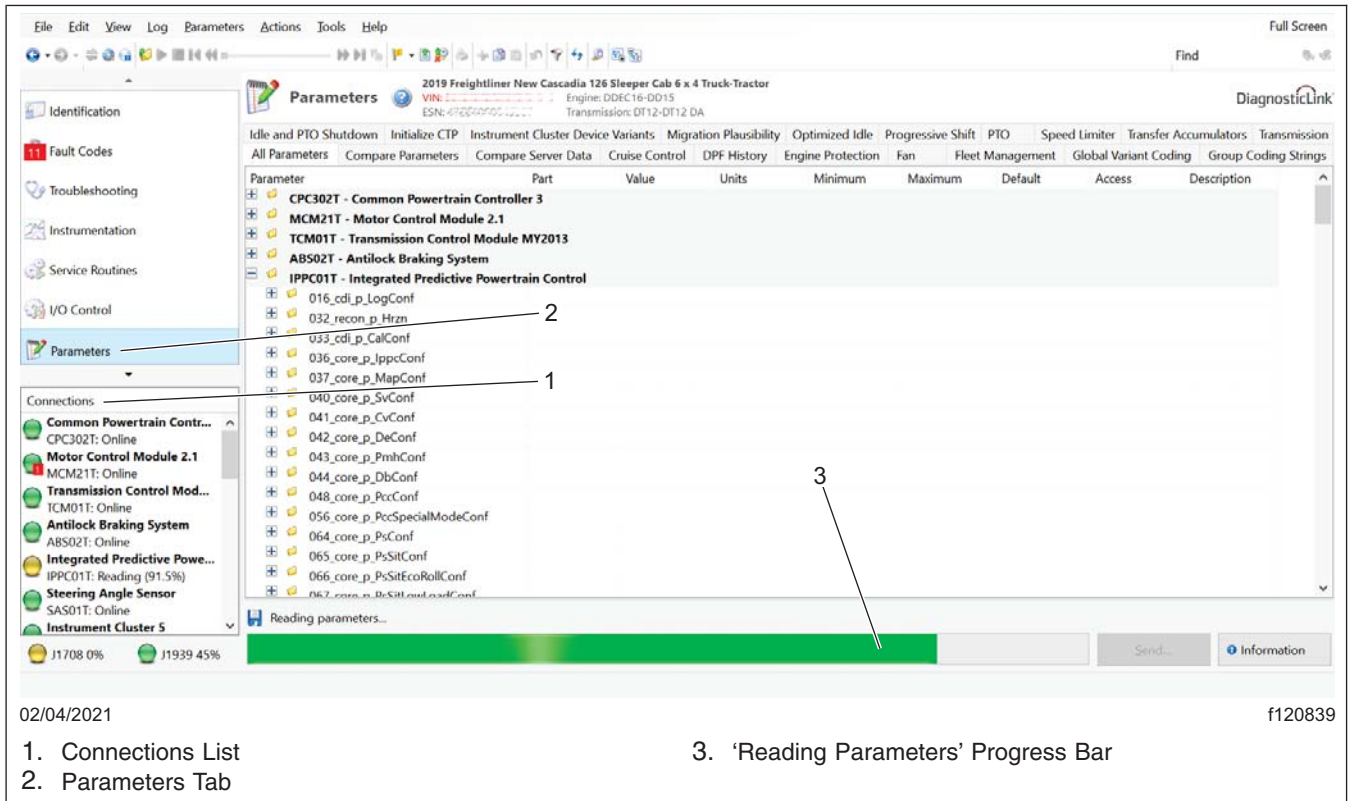 File Edit View Log Parameters Actions Tools Help Full Screen
Find
Identification
11 Fault Codes
Troubleshooting
Instrumentation
Service Routines
I/O Control
Parameters
Connections
Common Powertrain Contr...
CPC302T: Online
Motor Control Module 2.1
MCM21T: Online
Transmission Control Mod...
TCM01T: Online
Antilock Braking System
ABS02T: Online
Integrated Predictive Powe...
IPPC01T: Reading (91.5%)
Steering Angle Sensor
SAS01T: Online
Instrument Cluster 5
J1708 0% J1939 45%
Parameters
2019 Freightliner New Cascadia 126 Sleeper Cab 6 x 4 Truck-Tractor
VIN: Engine: DDEC16-DD15
ESN: Transmission: DT12-DT12 DA
DiagnosticLink
Idle and PTO Shutdown Initialize CTP Instrument Cluster Device Variants Migration Plausibility Optimized Idle Progressive Shift PTO Speed Limiter Transfer Accumulators Transmission
All Parameters Compare Parameters Compare Server Data Cruise Control DPF History Engine Protection Fan Fleet Management Global Variant Coding Group Coding Strings
Parameter Part Value Units Minimum Maximum Default Access Description
CPC302T - Common Powertrain Controller 3
MCM21T - Motor Control Module 2.1
TCM01T - Transmission Control Module MY2013
ABS02T - Antilock Braking System
IPPC01T - Integrated Predictive Powertrain Control
016_cdi_p_LogConf
032_recon_p_Hrzn
033_cdi_p_CalConf
036_core_p_IppcConf
037_core_p_MapConf
040_core_p_SvConf
041_core_p_CvConf
042_core_p_DeConf
043_core_p_PmhConf
044_core_p_DbConf
048_core_p_PccConf
056_core_p_PccSpecialModeConf
064_core_p_PsConf
065_core_p_PsSitConf
066_core_p_PsSitEcoRollConf
067_core_p_PsSitLowLoadConf
2
1
3
Reading parameters...
Send... Information
02/04/2021 f120839
1. Connections List
2. Parameters Tab
3. ‘Reading Parameters’ Progress Bar